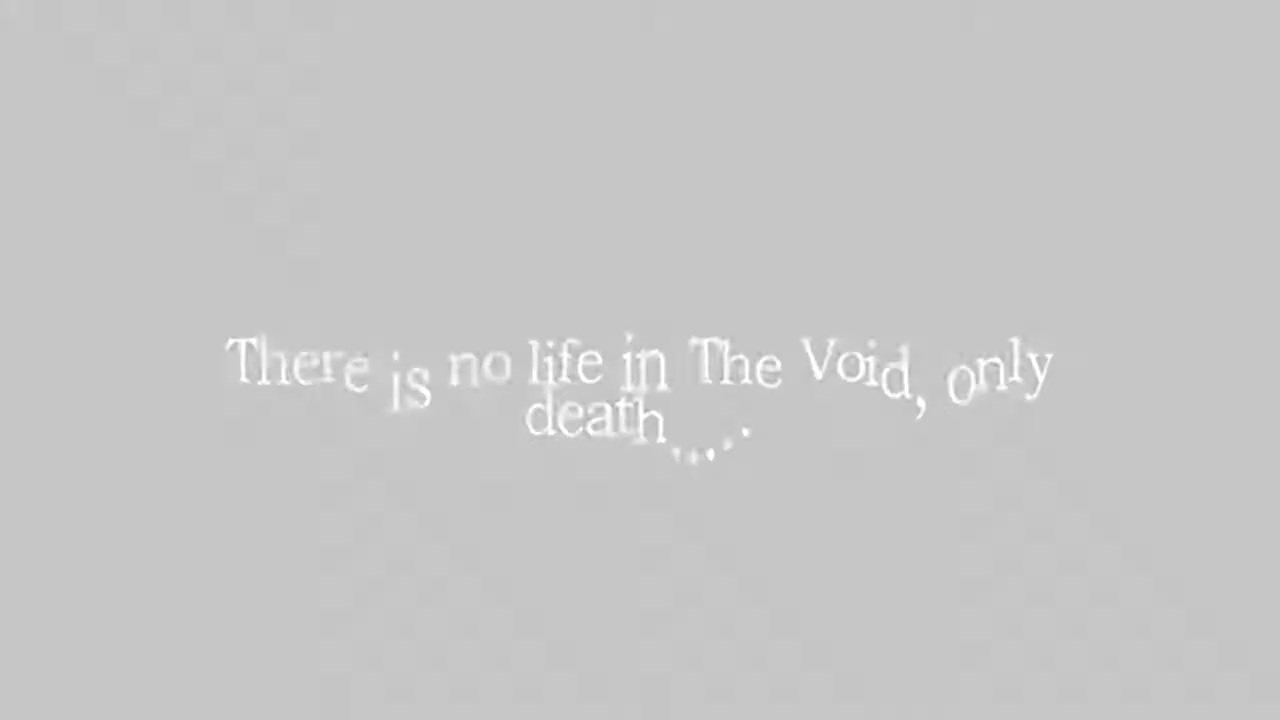 There is no life in The Void, only
death.....